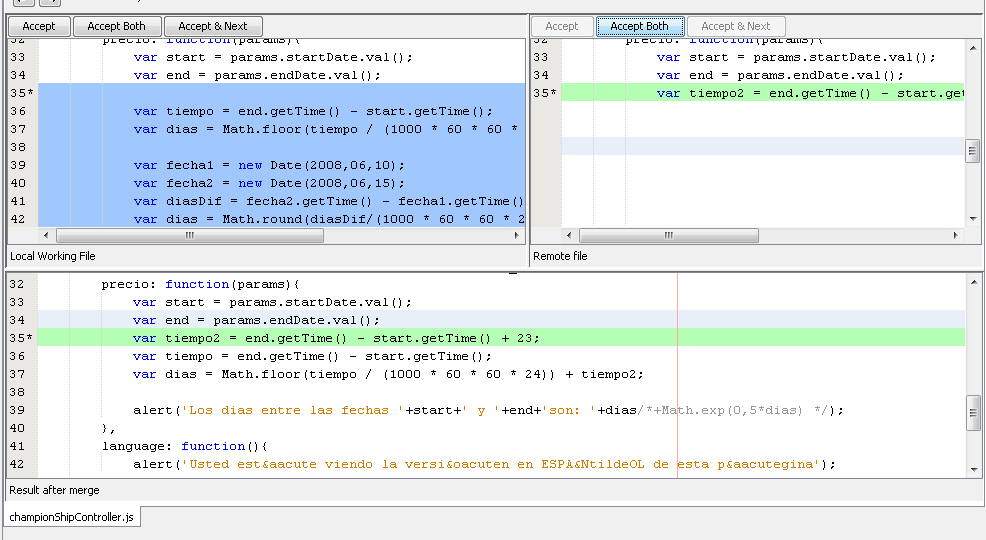 Accept Accept Both Accept & Next
32 precio: function(params){
33 var start = params.startDate.val();
34 var end = params.endDate.val();
35*
36 var tiempo = end.getTime() - start.getTime();
37 var dias = Math.floor(tiempo / (1000 * 60 * 60 *
38
39 var fecha1 = new Date(2008,06,10);
40 var fecha2 = new Date(2008,06,15);
41 var diasDif = fecha2.getTime() - fecha1.getTime()
42 var dias = Math.round(diasDif/(1000 * 60 * 60 * 2
Local Working File
Accept Accept Both Accept & Next
32 precio: function(params){
33 var start = params.startDate.val();
34 var end = params.endDate.val();
35* var tiempo2 = end.getTime() - start.get
Remote file
32 precio: function(params){
33 var start = params.startDate.val();
34 var end = params.endDate.val();
35* var tiempo2 = end.getTime() - start.getTime() + 23;
36 var tiempo = end.getTime() - start.getTime();
37 var dias = Math.floor(tiempo / (1000 * 60 * 60 * 24)) + tiempo2;
38
39 alert('Los dias entre las fechas '+start+' y '+end+'son: '+dias/*+Math.exp(0,5*dias) */);
40 },
41 language: function(){
42 alert('Usted est&aacute viendo la versi&oacuten en ESPA&NtildeOL de esta p&aacutegina');
Result after merge
championShipController.js